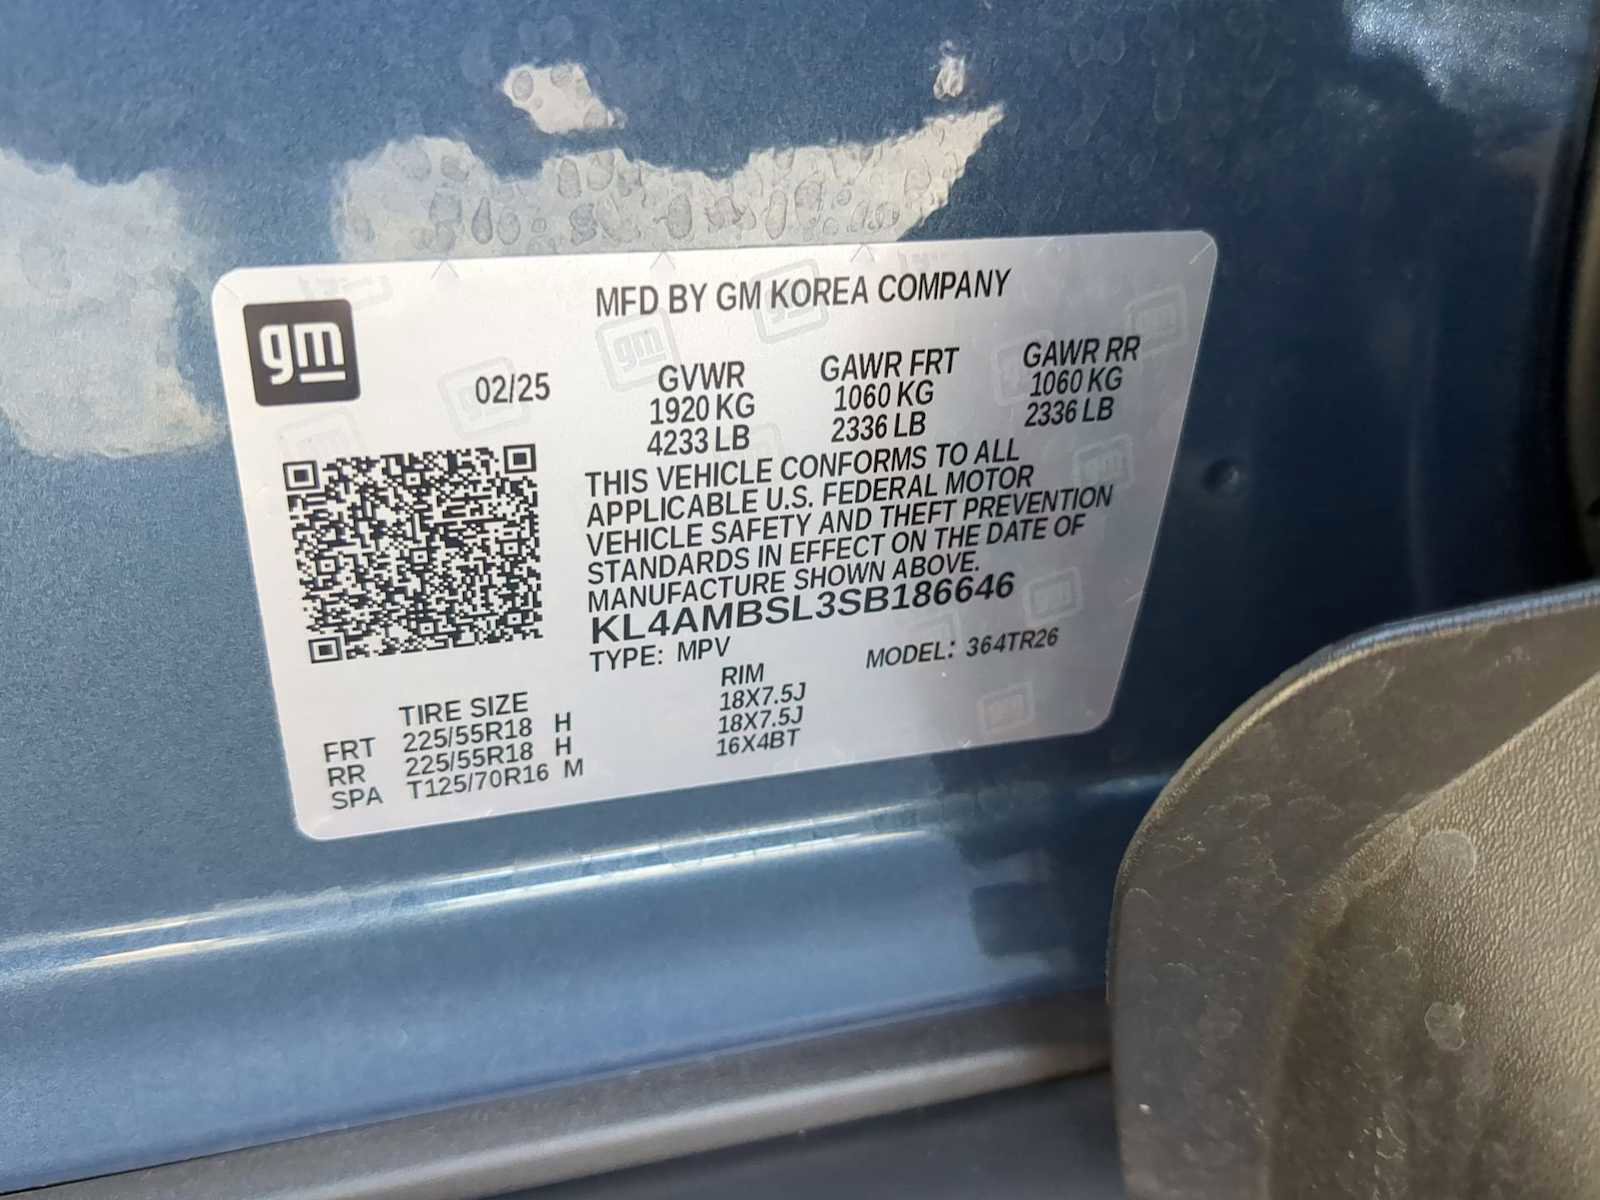 gm
MFD BY GM KOREA COMPANY
02/25
GVWR GAWR FRT GAWR RR
1920 KG 1060 KG 1060 KG
4233 LB 2336 LB 2336 LB
THIS VEHICLE CONFORMS TO ALL
APPLICABLE U.S. FEDERAL MOTOR
VEHICLE SAFETY AND THEFT PREVENTION
STANDARDS IN EFFECT ON THE DATE OF
MANUFACTURE SHOWN ABOVE.
KL4AMBSL3SB186646
TYPE: MPV MODEL: 364TR26
TIRE SIZE RIM
FRT 225/55R18 H 18X7.5J
RR 225/55R18 H 18X7.5J
SPA T125/70R16 M 16X4BT